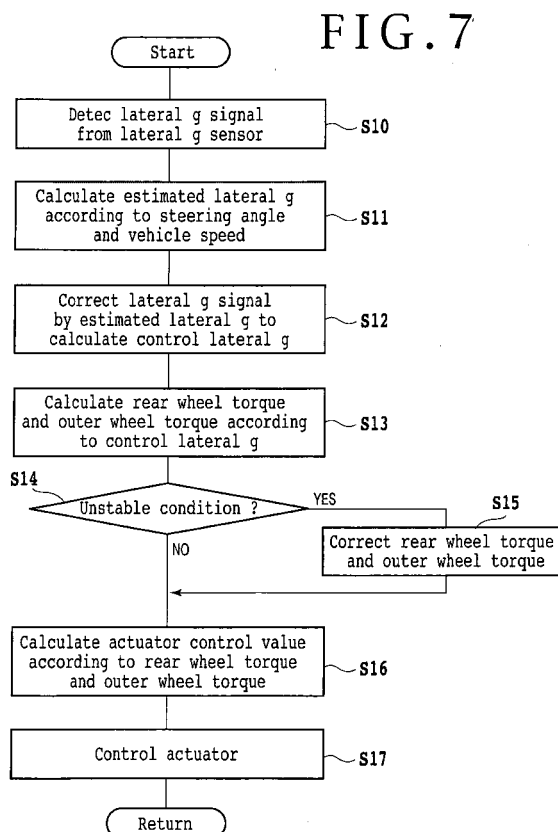 FIG. 7
Start
Detec lateral g signal
from lateral g sensor
S10
Calculate estimated lateral g
according to steering angle
and vehicle speed
S11
Correct lateral g signal
by estimated lateral g to
calculate control lateral g
S12
Calculate rear wheel torque
and outer wheel torque according
to control lateral g
S13
S14
Unstable condition ?
YES
S15
NO
Correct rear wheel torque
and outer wheel torque
Calculate actuator control value
according to rear wheel torque
and outer wheel torque
S16
Control actuator
S17
Return